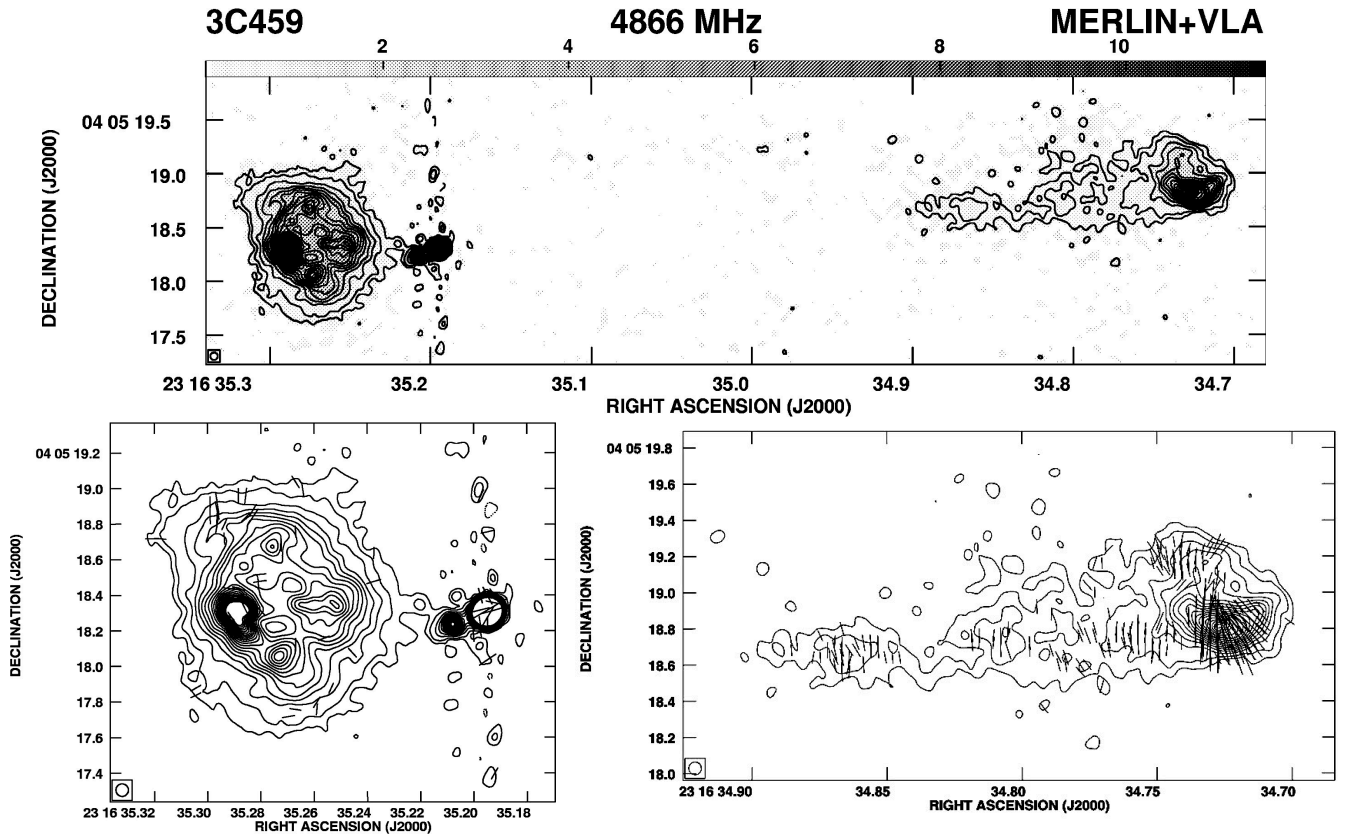 3C459 4866 MHz MERLIN+VLA
2 4 6 8 10
DECLINATION (J2000)
04 05 19.5
19.0
18.5
18.0
17.5
23 16 35.3 35.2 35.1 35.0 34.9 34.8 34.7
RIGHT ASCENSION (J2000)
DECLINATION (J2000)
04 05 19.2
19.0
18.8
18.6
18.4
18.2
18.0
17.8
17.6
17.4
23 16 35.32 35.30 35.28 35.26 35.24 35.22 35.20 35.18
RIGHT ASCENSION (J2000)
DECLINATION (J2000)
04 05 19.8
19.6
19.4
19.2
19.0
18.8
18.6
18.4
18.2
18.0
23 16 34.90 34.85 34.80 34.75 34.70
RIGHT ASCENSION (J2000)